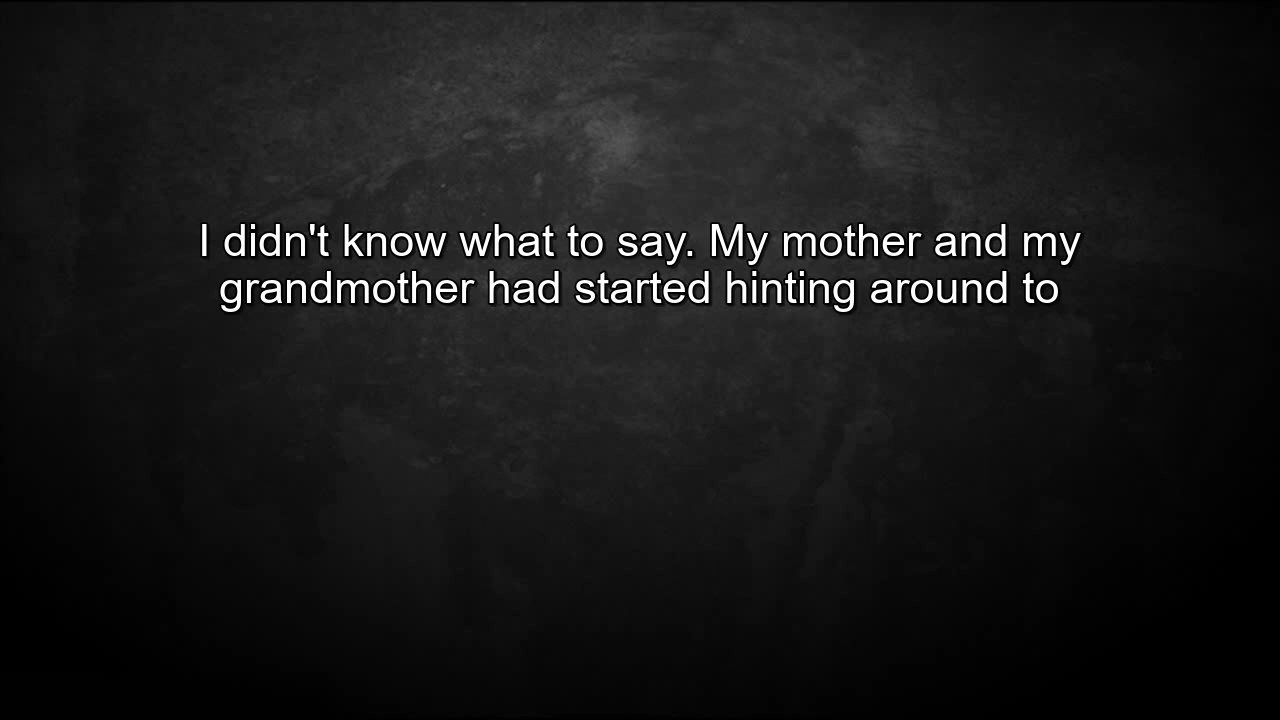 I didn't know what to say. My mother and my
grandmother had started hinting around to